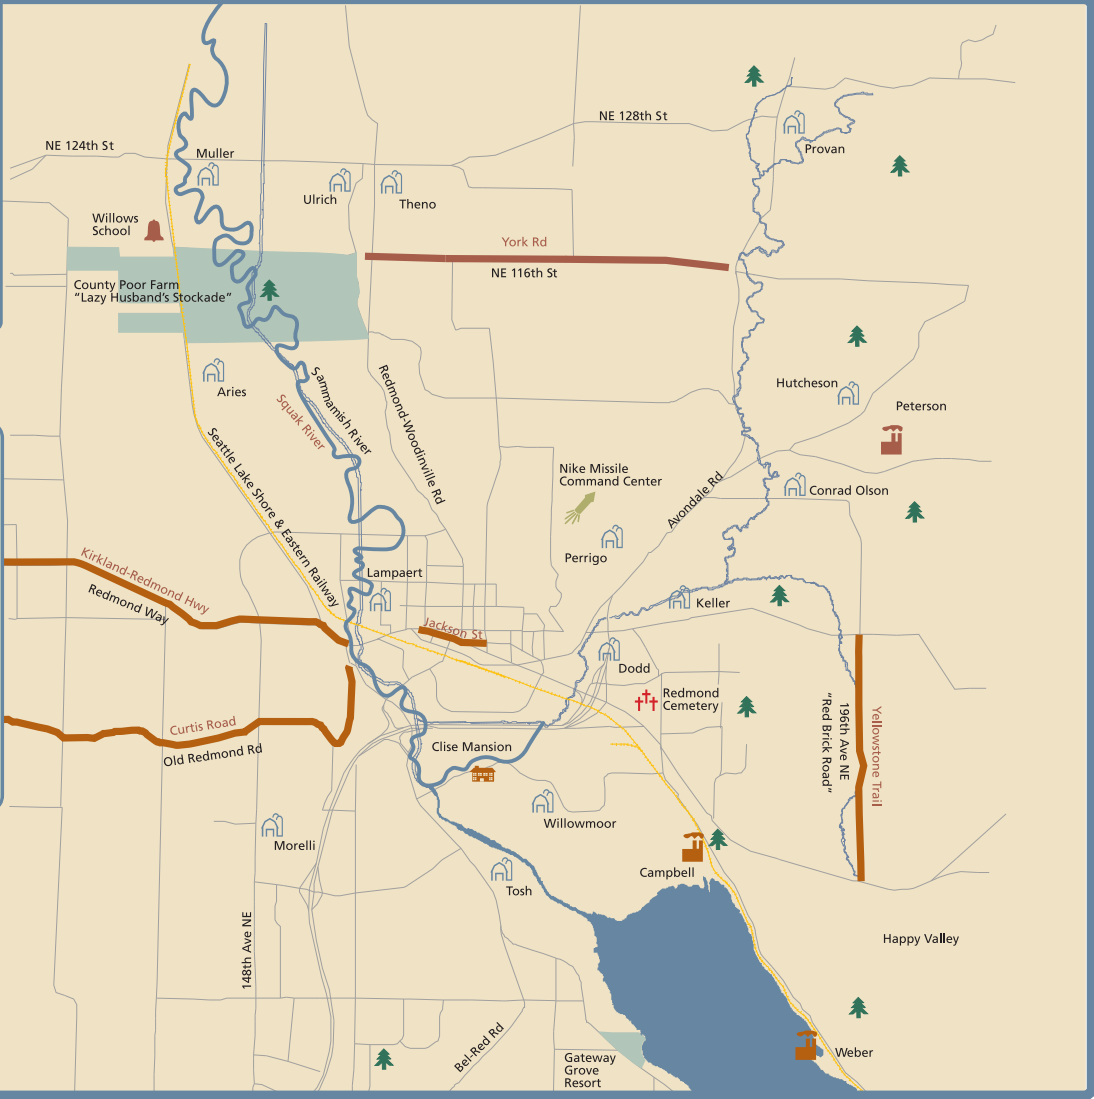 NE 128th St
NE 124th St
Provan
Muller
Ulrich
Theno
Willows
School
York Rd
NE 116th St
County Poor Farm
“Lazy Husband’s Stockade”
Aries
Squak River
Sammamish River
Redmond-Woodinville Rd
Hutcheson
Peterson
Seattle Lake Shore & Eastern Railway
Nike Missile
Command Center
Avondale Rd
Conrad Olson
Perrigo
Kirkland-Redmond Hwy
Redmond Way
Lampaert
Keller
Jackson St
Dodd
Redmond
Cemetery
Curtis Road
Old Redmond Rd
Clise Mansion
196th Ave NE
“Red Brick Road”
Yellowstone Trail
Willowmoor
Morelli
Campbell
Tosh
148th Ave NE
Happy Valley
Bel-Red Rd
Gateway
Grove
Resort
Weber